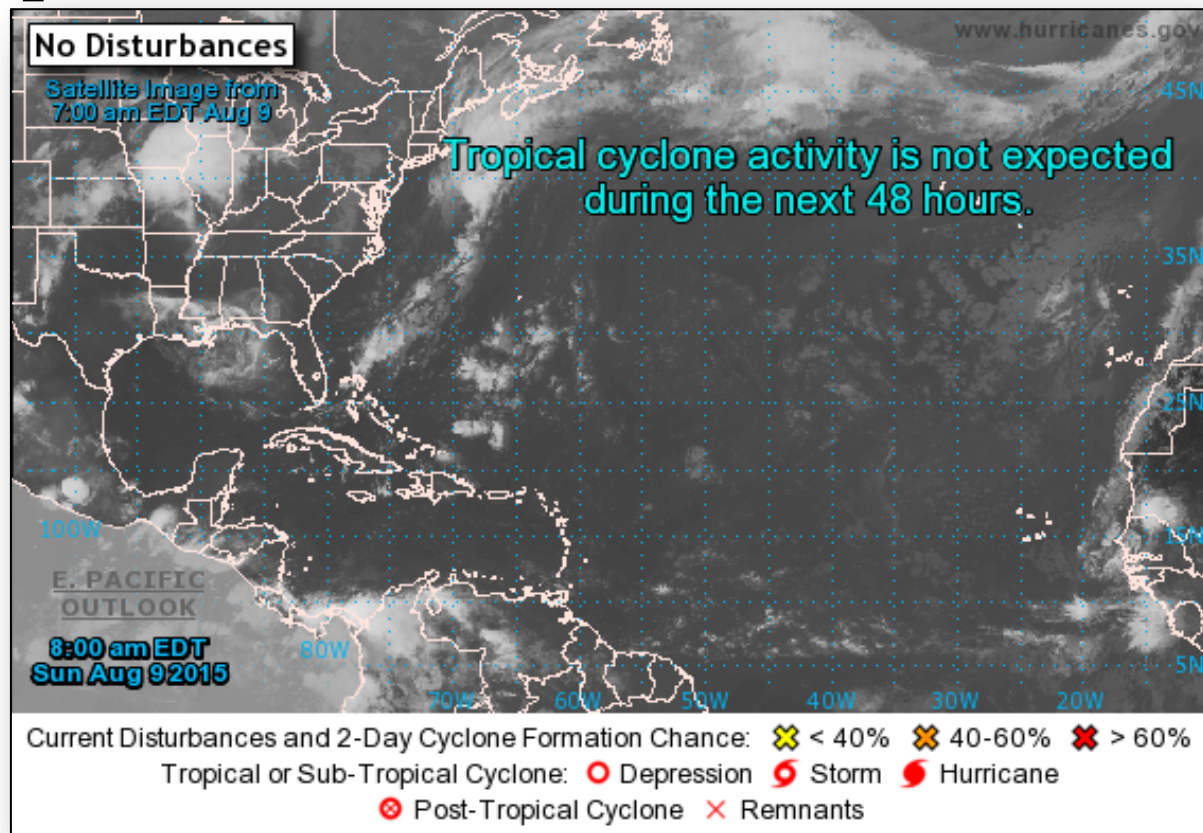 No Disturbances
www.hurricanes.gov
Satellite Image from
7:00 am EDT Aug 9
45N
Tropical cyclone activity is not expected
during the next 48 hours.
35N
25N
100W
15N
E. PACIFIC
OUTLOOK
8:00 am EDT
Sun Aug 9 2015
80W
5N
70W 60W 50W 40W 30W 20W
Current Disturbances and 2-Day Cyclone Formation Chance: < 40% 40-60% > 60%
Tropical or Sub-Tropical Cyclone: Depression Storm Hurricane
Post-Tropical Cyclone Remnants